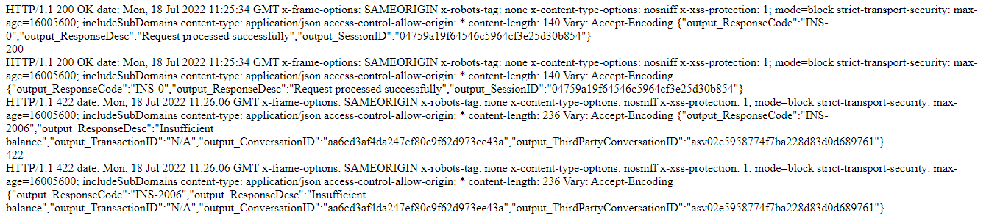 HTTP/1.1 200 OK date: Mon, 18 Jul 2022 11:25:34 GMT x-frame-options: SAMEORIGIN x-robots-tag: none x-content-type-options: nosniff x-xss-protection: 1; mode=block strict-transport-security: max-
age=16005600; includeSubDomains content-type: application/json access-control-allow-origin: * content-length: 140 Vary: Accept-Encoding {"output_ResponseCode":"INS-
0","output_ResponseDesc":"Request processed successfully","output_SessionID":"04759a19f64546c5964cf3e25d30b854"}
200
HTTP/1.1 200 OK date: Mon, 18 Jul 2022 11:25:34 GMT x-frame-options: SAMEORIGIN x-robots-tag: none x-content-type-options: nosniff x-xss-protection: 1; mode=block strict-transport-security: max-
age=16005600; includeSubDomains content-type: application/json access-control-allow-origin: * content-length: 140 Vary: Accept-Encoding
{"output_ResponseCode":"INS-0","output_ResponseDesc":"Request processed successfully","output_SessionID":"04759a19f64546c5964cf3e25d30b854"}
HTTP/1.1 422 date: Mon, 18 Jul 2022 11:26:06 GMT x-frame-options: SAMEORIGIN x-robots-tag: none x-content-type-options: nosniff x-xss-protection: 1; mode=block strict-transport-security: max-
age=16005600; includeSubDomains content-type: application/json access-control-allow-origin: * content-length: 236 Vary: Accept-Encoding {"output_ResponseCode":"INS-
2006","output_ResponseDesc":"Insufficient
balance","output_TransactionID":"N/A","output_ConversationID":"aa6cd3af4da247ef80c9f62d973ee43a","output_ThirdPartyConversationID":"asv02e5958774f7ba228d83d0d689761"}
422
HTTP/1.1 422 date: Mon, 18 Jul 2022 11:26:06 GMT x-frame-options: SAMEORIGIN x-robots-tag: none x-content-type-options: nosniff x-xss-protection: 1; mode=block strict-transport-security: max-
age=16005600; includeSubDomains content-type: application/json access-control-allow-origin: * content-length: 236 Vary: Accept-Encoding
{"output_ResponseCode":"INS-2006","output_ResponseDesc":"Insufficient
balance","output_TransactionID":"N/A","output_ConversationID":"aa6cd3af4da247ef80c9f62d973ee43a","output_ThirdPartyConversationID":"asv02e5958774f7ba228d83d0d689761"}